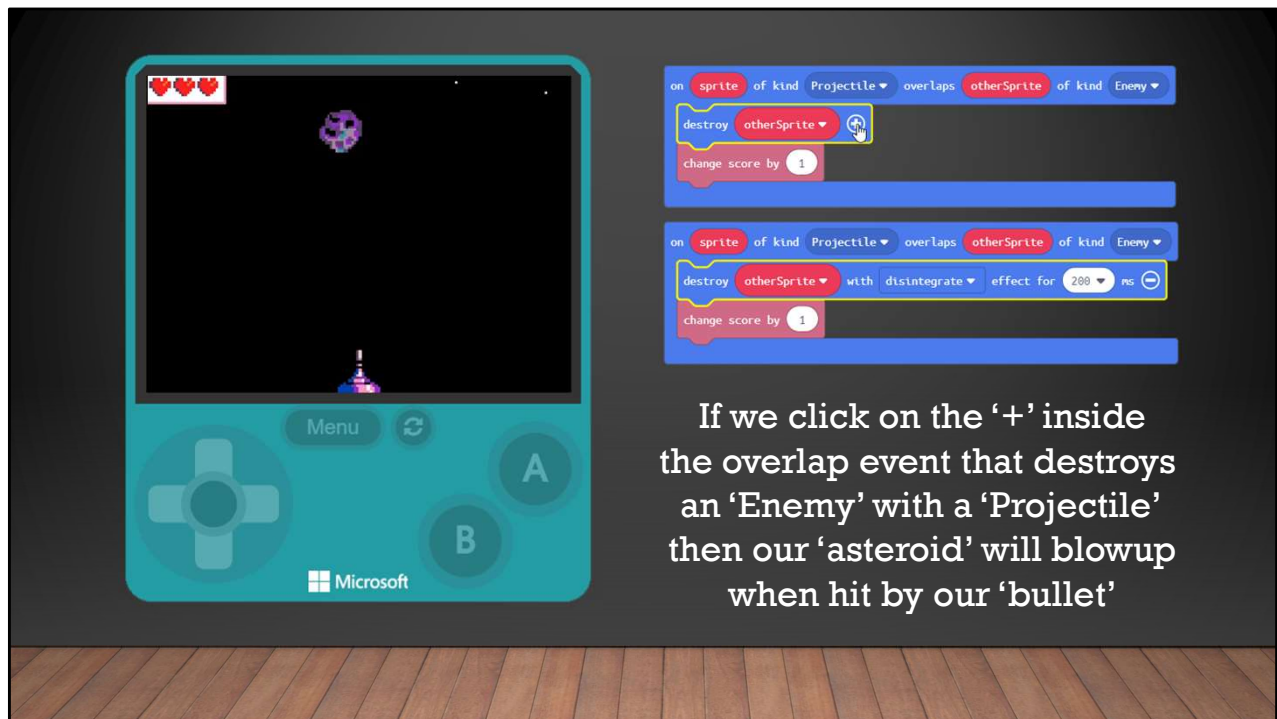 on sprite of kind Projectile overlaps otherSprite of kind Enemy
destroy otherSprite
change score by 1
on sprite of kind Projectile overlaps otherSprite of kind Enemy
destroy otherSprite with disintegrate effect for 200 ms
change score by 1
Menu
A
B
Microsoft
If we click on the ‘+’ inside
the overlap event that destroys
an ‘Enemy’ with a ‘Projectile’
then our ‘asteroid’ will blowup
when hit by our ‘bullet’